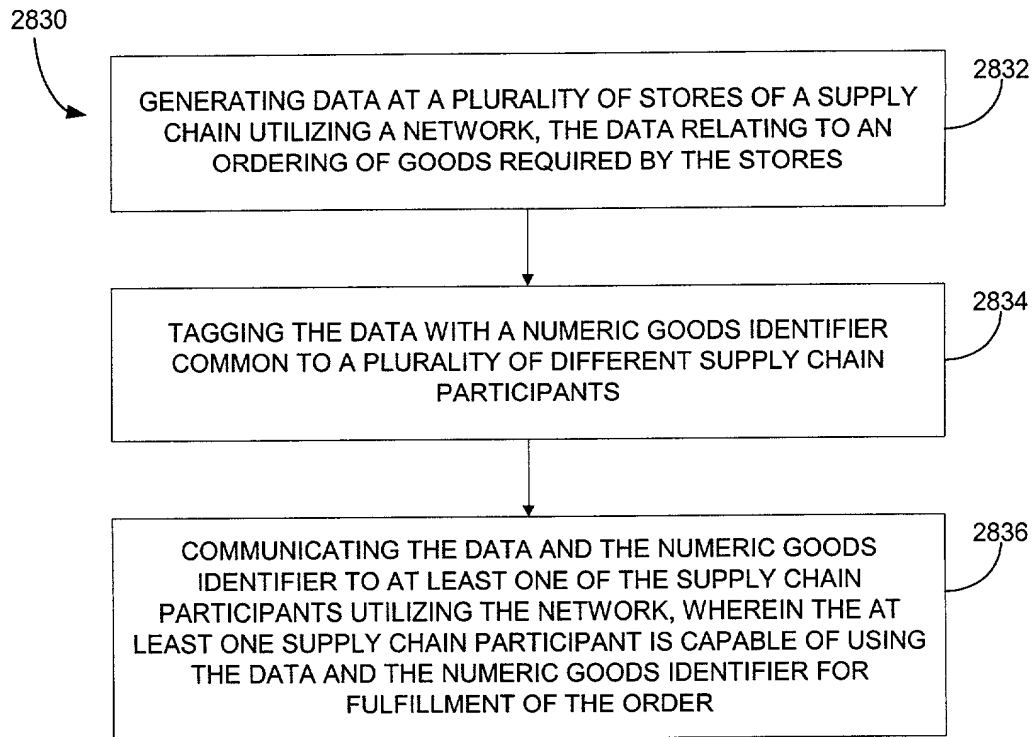 2830
2832
GENERATING DATA AT A PLURALITY OF STORES OF A SUPPLY
CHAIN UTILIZING A NETWORK, THE DATA RELATING TO AN
ORDERING OF GOODS REQUIRED BY THE STORES
2834
TAGGING THE DATA WITH A NUMERIC GOODS IDENTIFIER
COMMON TO A PLURALITY OF DIFFERENT SUPPLY CHAIN
PARTICIPANTS
2836
COMMUNICATING THE DATA AND THE NUMERIC GOODS
IDENTIFIER TO AT LEAST ONE OF THE SUPPLY CHAIN
PARTICIPANTS UTILIZING THE NETWORK, WHEREIN THE AT
LEAST ONE SUPPLY CHAIN PARTICIPANT IS CAPABLE OF USING
THE DATA AND THE NUMERIC GOODS IDENTIFIER FOR
FULFILLMENT OF THE ORDER